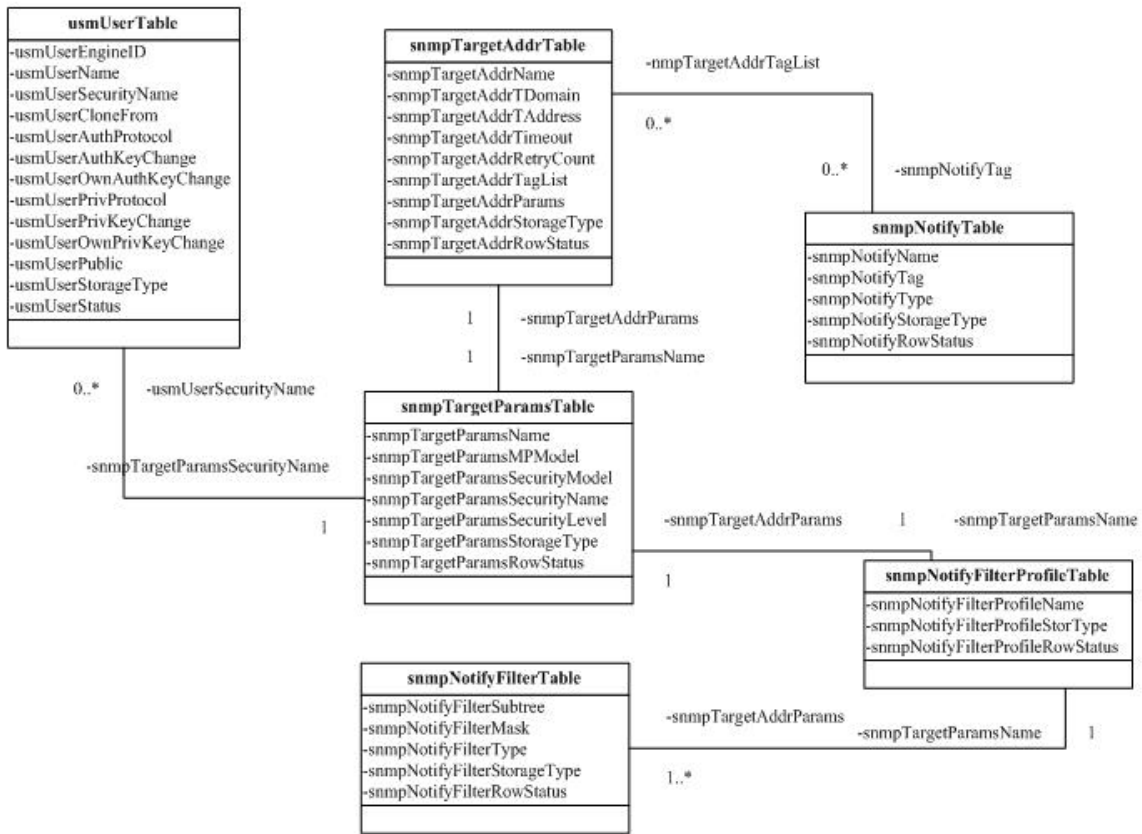 usmUserTable
-usmUserEngineID
-usmUserName
-usmUserSecurityName
-usmUserCloneFrom
-usmUserAuthProtocol
-usmUserAuthKeyChange
-usmUserOwnAuthKeyChange
-usmUserPrivProtocol
-usmUserPrivKeyChange
-usmUserOwnPrivKeyChange
-usmUserPublic
-usmUserStorageType
-usmUserStatus
snmpTargetAddrTable
-snmpTargetAddrName
-snmpTargetAddrTDomain
-snmpTargetAddrTAddress
-snmpTargetAddrTimeout
-snmpTargetAddrRetryCount
-snmpTargetAddrTagList
-snmpTargetAddrParams
-snmpTargetAddrStorageType
-snmpTargetAddrRowStatus
-nmpTargetAddrTagList
0..*
0..* -snmpNotifyTag
snmpNotifyTable
-snmpNotifyName
-snmpNotifyTag
-snmpNotifyType
-snmpNotifyStorageType
-snmpNotifyRowStatus
1 -snmpTargetAddrParams
1 -snmpTargetParamsName
0..* -usmUserSecurityName
-snmpTargetParamsSecurityName
1
snmpTargetParamsTable
-snmpTargetParamsName
-snmpTargetParamsMPModel
-snmpTargetParamsSecurityModel
-snmpTargetParamsSecurityName
-snmpTargetParamsSecurityLevel
-snmpTargetParamsStorageType
-snmpTargetParamsRowStatus
-snmpTargetAddrParams 1 -snmpTargetParamsName
1
snmpNotifyFilterProfileTable
-snmpNotifyFilterProfileName
-snmpNotifyFilterProfileStorType
-snmpNotifyFilterProfileRowStatus
snmpNotifyFilterTable
-snmpNotifyFilterSubtree
-snmpNotifyFilterMask
-snmpNotifyFilterType
-snmpNotifyFilterStorageType
-snmpNotifyFilterRowStatus
-snmpTargetAddrParams
-snmpTargetParamsName 1
1..*